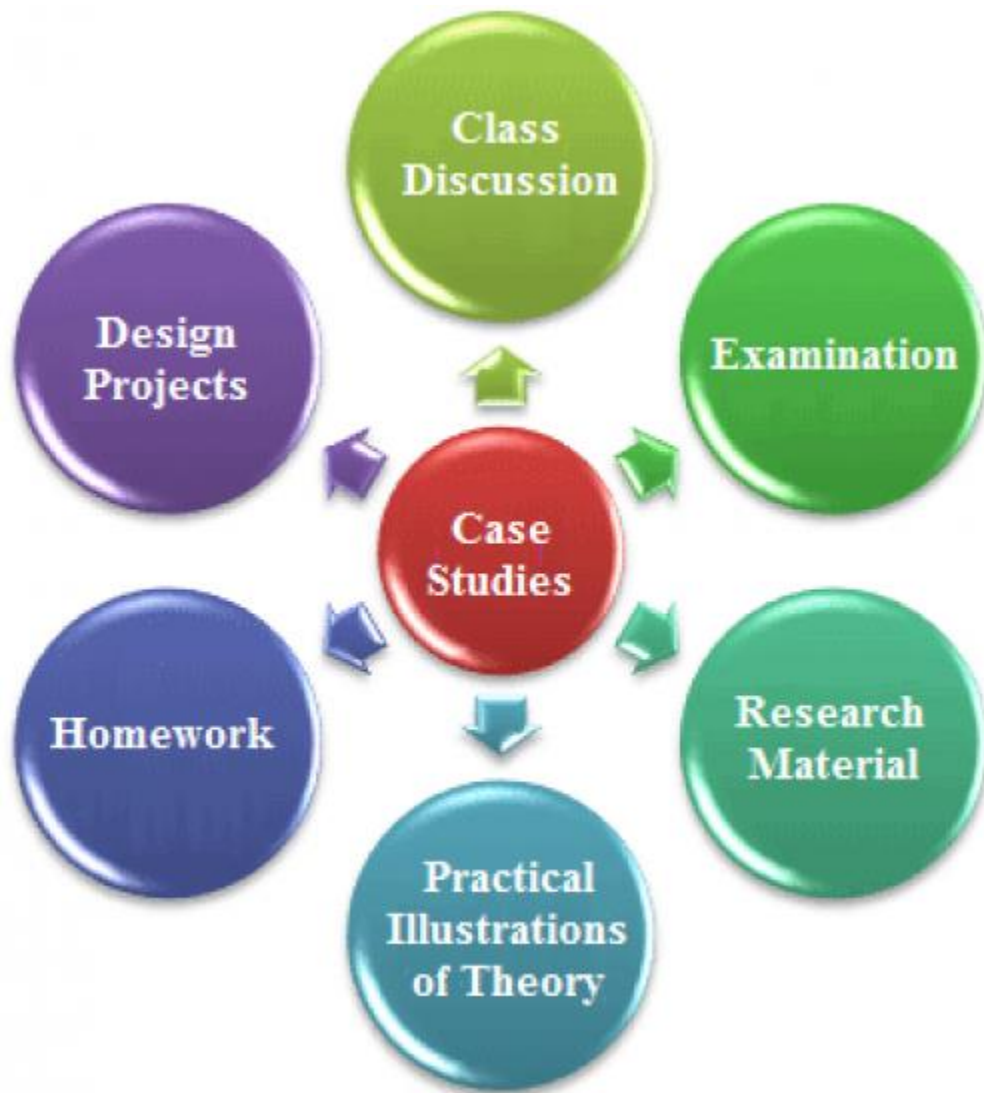 Class
Discussion
Design
Projects
Examination
Case
Studies
Homework
Research
Material
Practical
Illustrations
of Theory